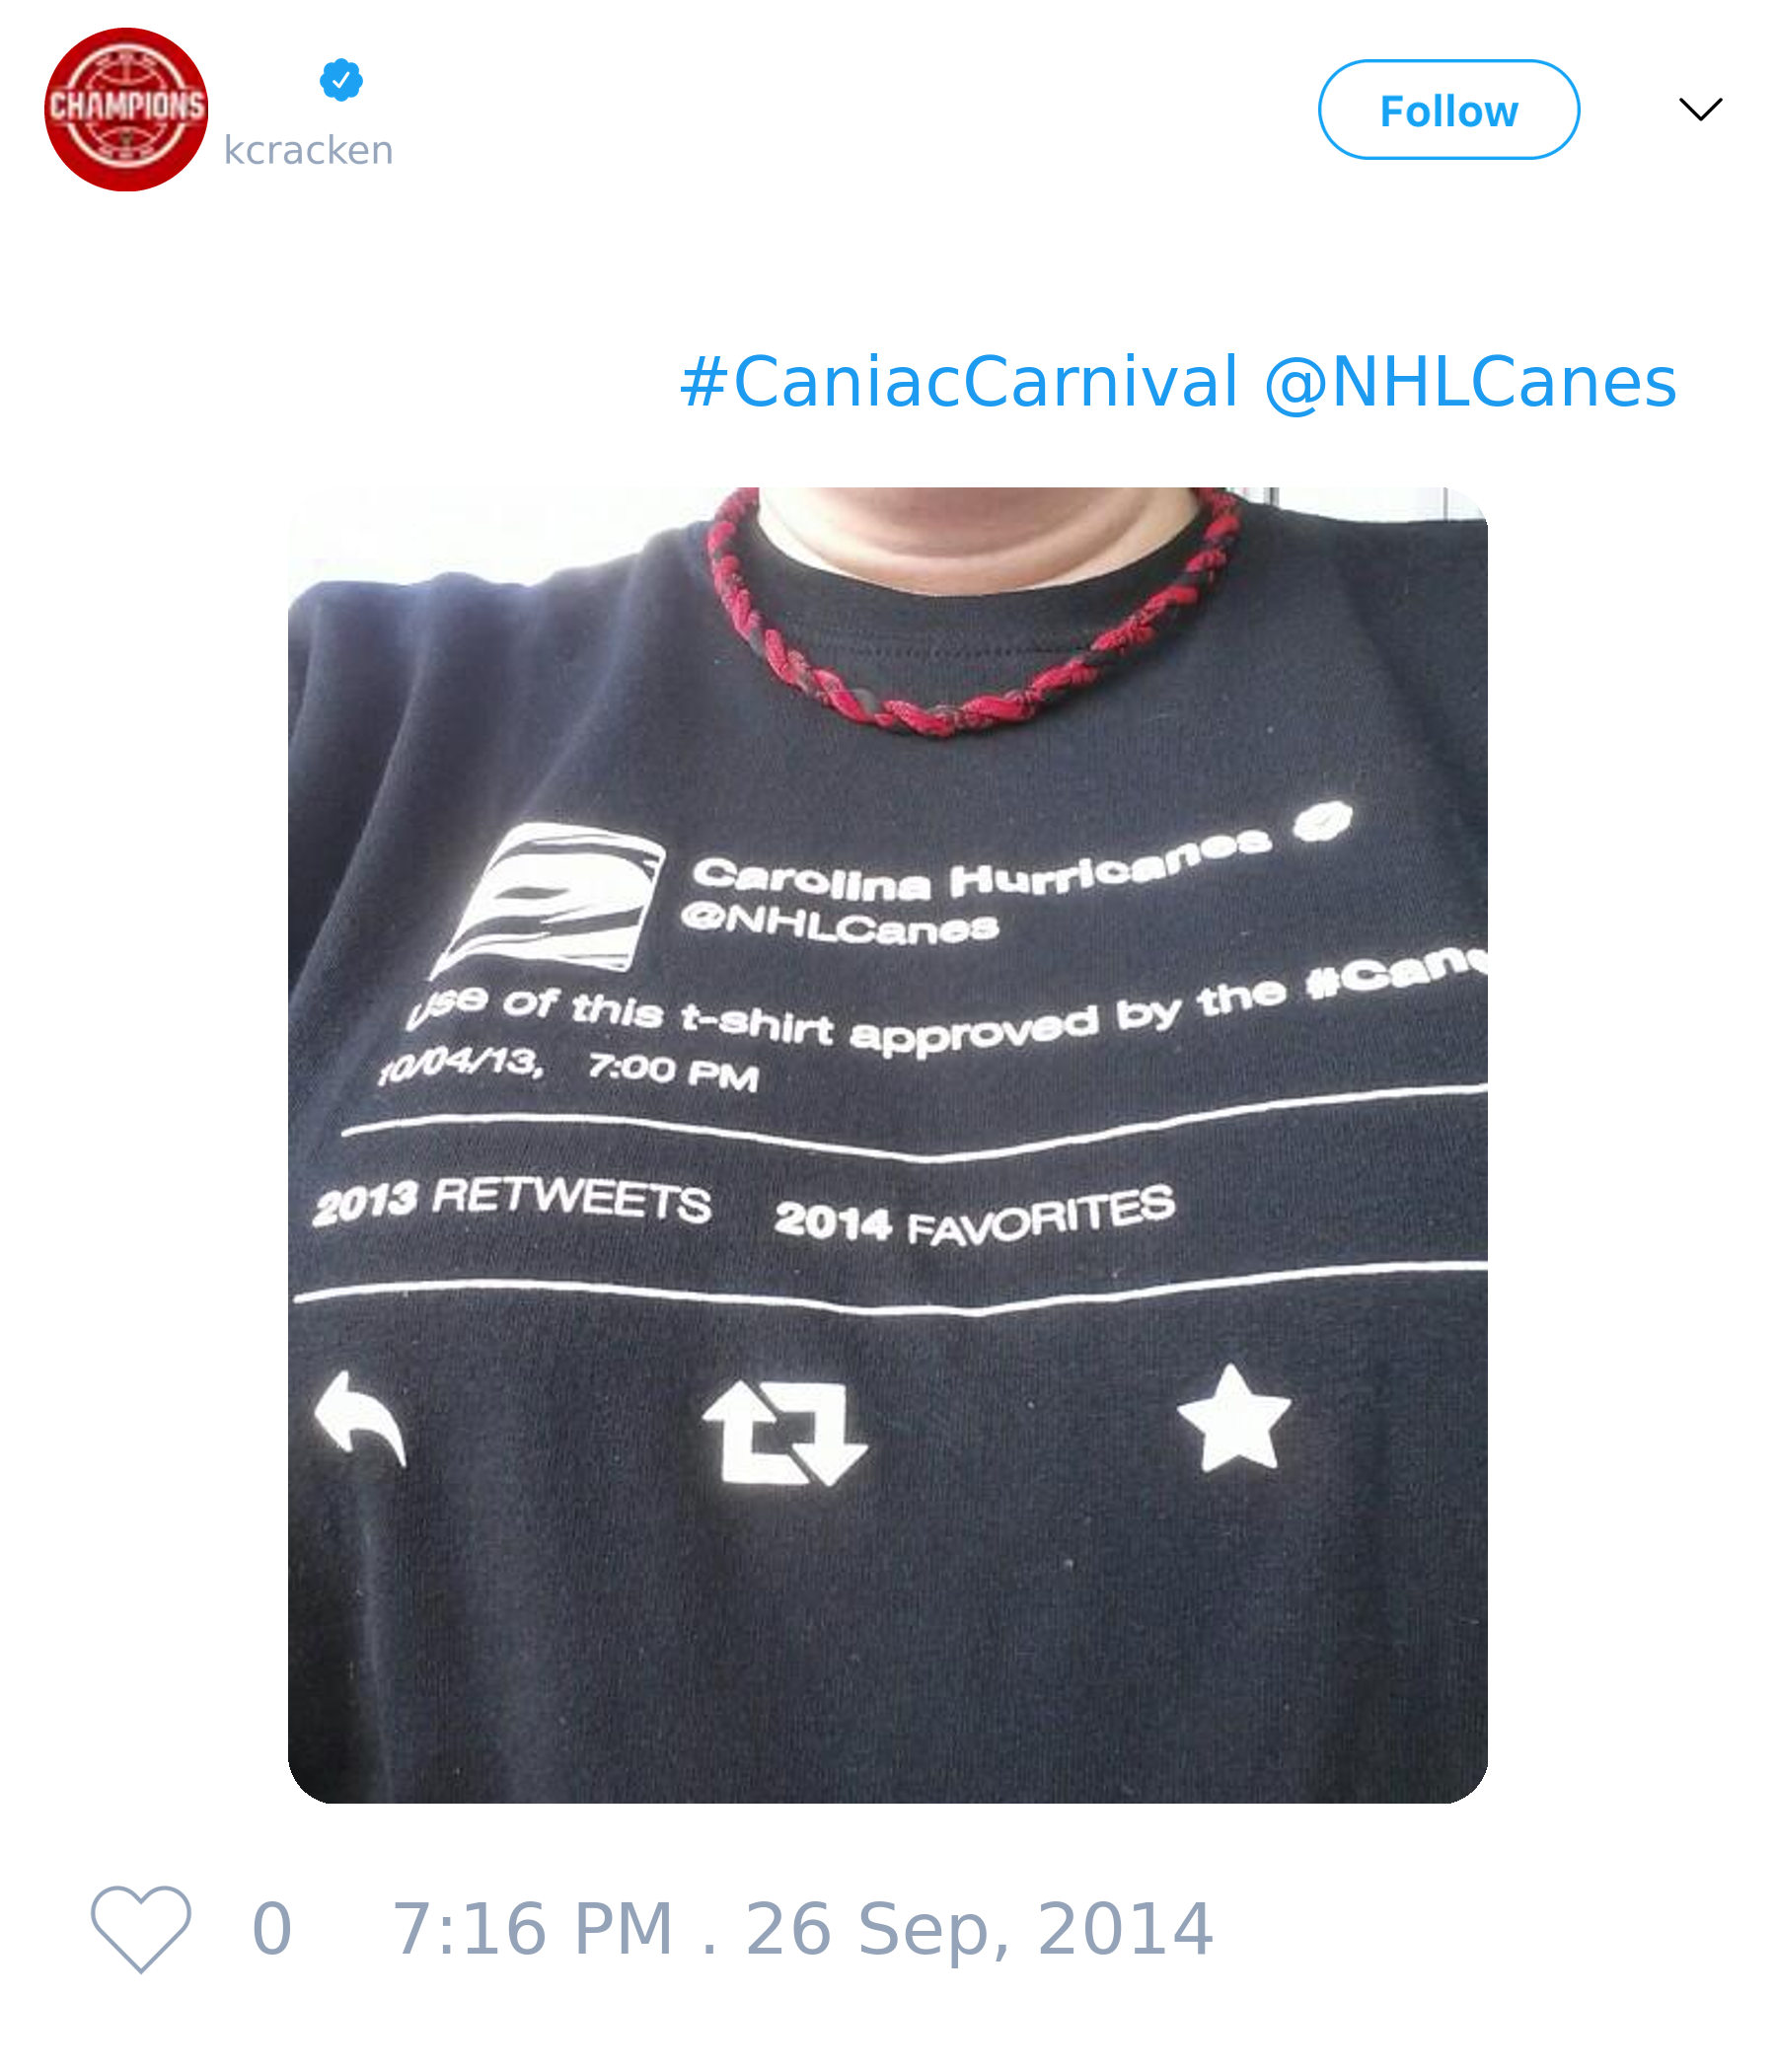 CHAMPIONS
kcracken
Follow
#CaniacCarnival @NHLCanes
Carolina Hurricanes
@NHLCanes
Use of this t-shirt approved by the
10/04/13, 7:00 PM
2013 RETWEETS 2014 FAVORITES
0 7:16 PM . 26 Sep, 2014